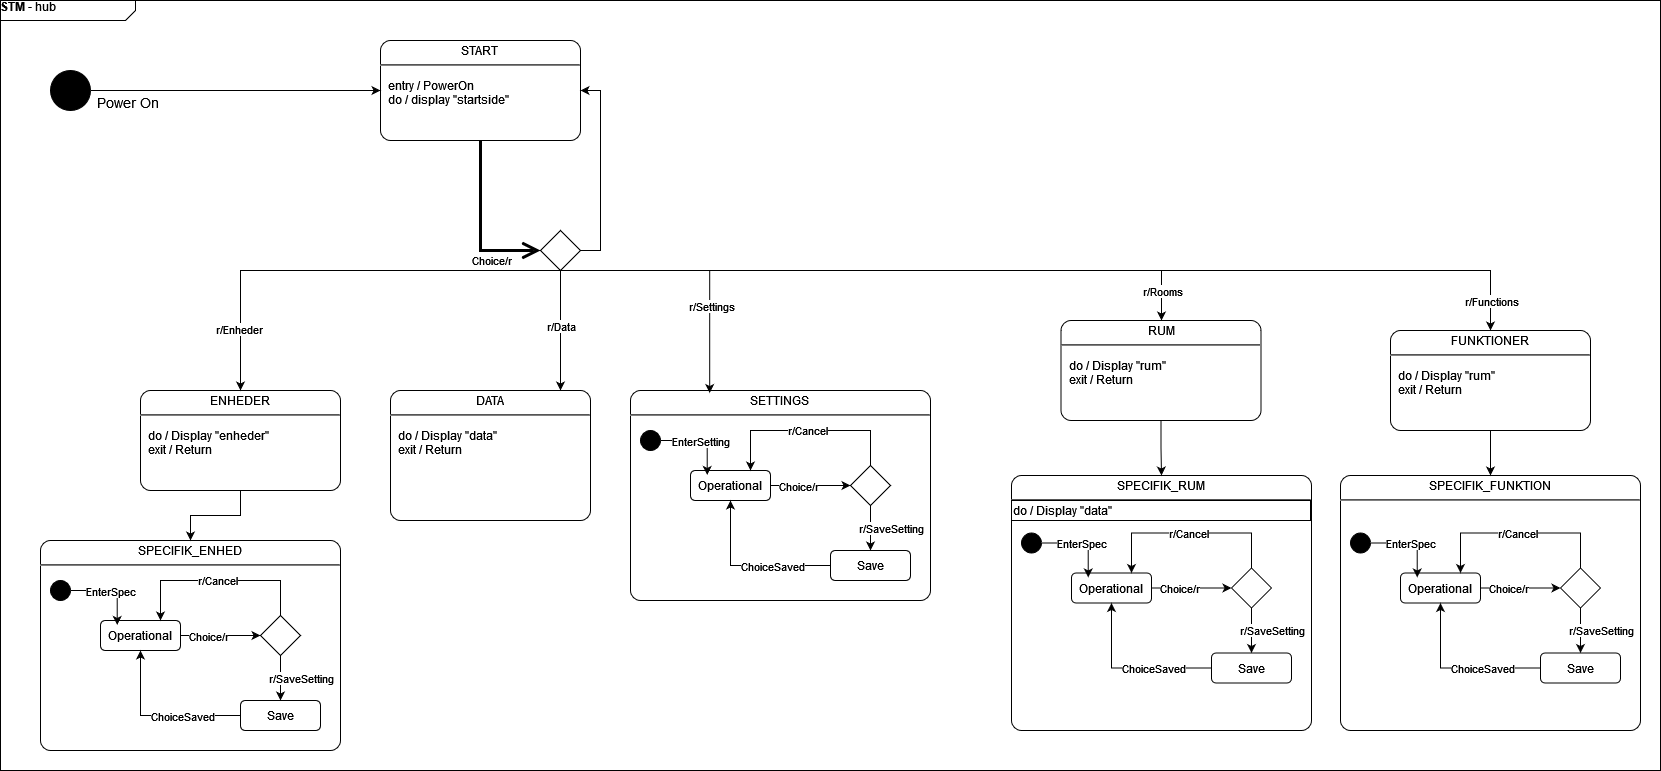 STM - hub
START
entry / PowerOn
do / display "startside"
Power On
Choice/r
r/Enheder
r/Data
r/Settings
r/Rooms
r/Functions
ENHEDER
do / Display "enheder"
exit / Return
DATA
do / Display "data"
exit / Return
SETTINGS
r/Cancel
EnterSetting
Operational
Choice/r
r/SaveSetting
ChoiceSaved
Save
RUM
do / Display "rum"
exit / Return
FUNKTIONER
do / Display "rum"
exit / Return
SPECIFIK_ENHED
r/Cancel
EnterSpec
Operational
Choice/r
r/SaveSetting
ChoiceSaved
Save
SPECIFIK_RUM
do / Display "data"
r/Cancel
EnterSpec
Operational
Choice/r
r/SaveSetting
ChoiceSaved
Save
SPECIFIK_FUNKTION
r/Cancel
EnterSpec
Operational
Choice/r
r/SaveSetting
ChoiceSaved
Save